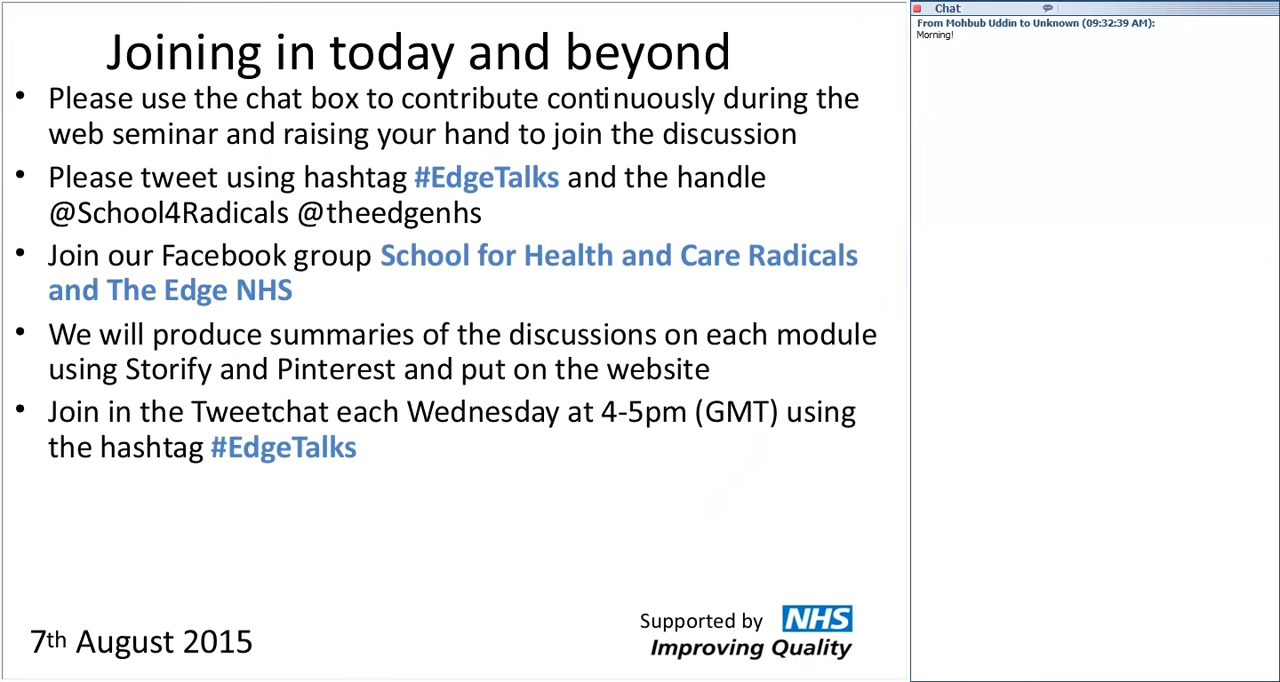 Joining in today and beyond
• Please use the chat box to contribute continuously during the
web seminar and raising your hand to join the discussion
• Please tweet using hashtag #EdgeTalks and the handle
@School4Radicals @theedgenhs
• Join our Facebook group School for Health and Care Radicals
and The Edge NHS
• We will produce summaries of the discussions on each module
using Storify and Pinterest and put on the website
• Join in the Tweetchat each Wednesday at 4-5pm (GMT) using
the hashtag #EdgeTalks
7th August 2015
Supported by NHS
Improving Quality
Chat
From Mohbub Uddin to Unknown (09:32:39 AM):
Morning!